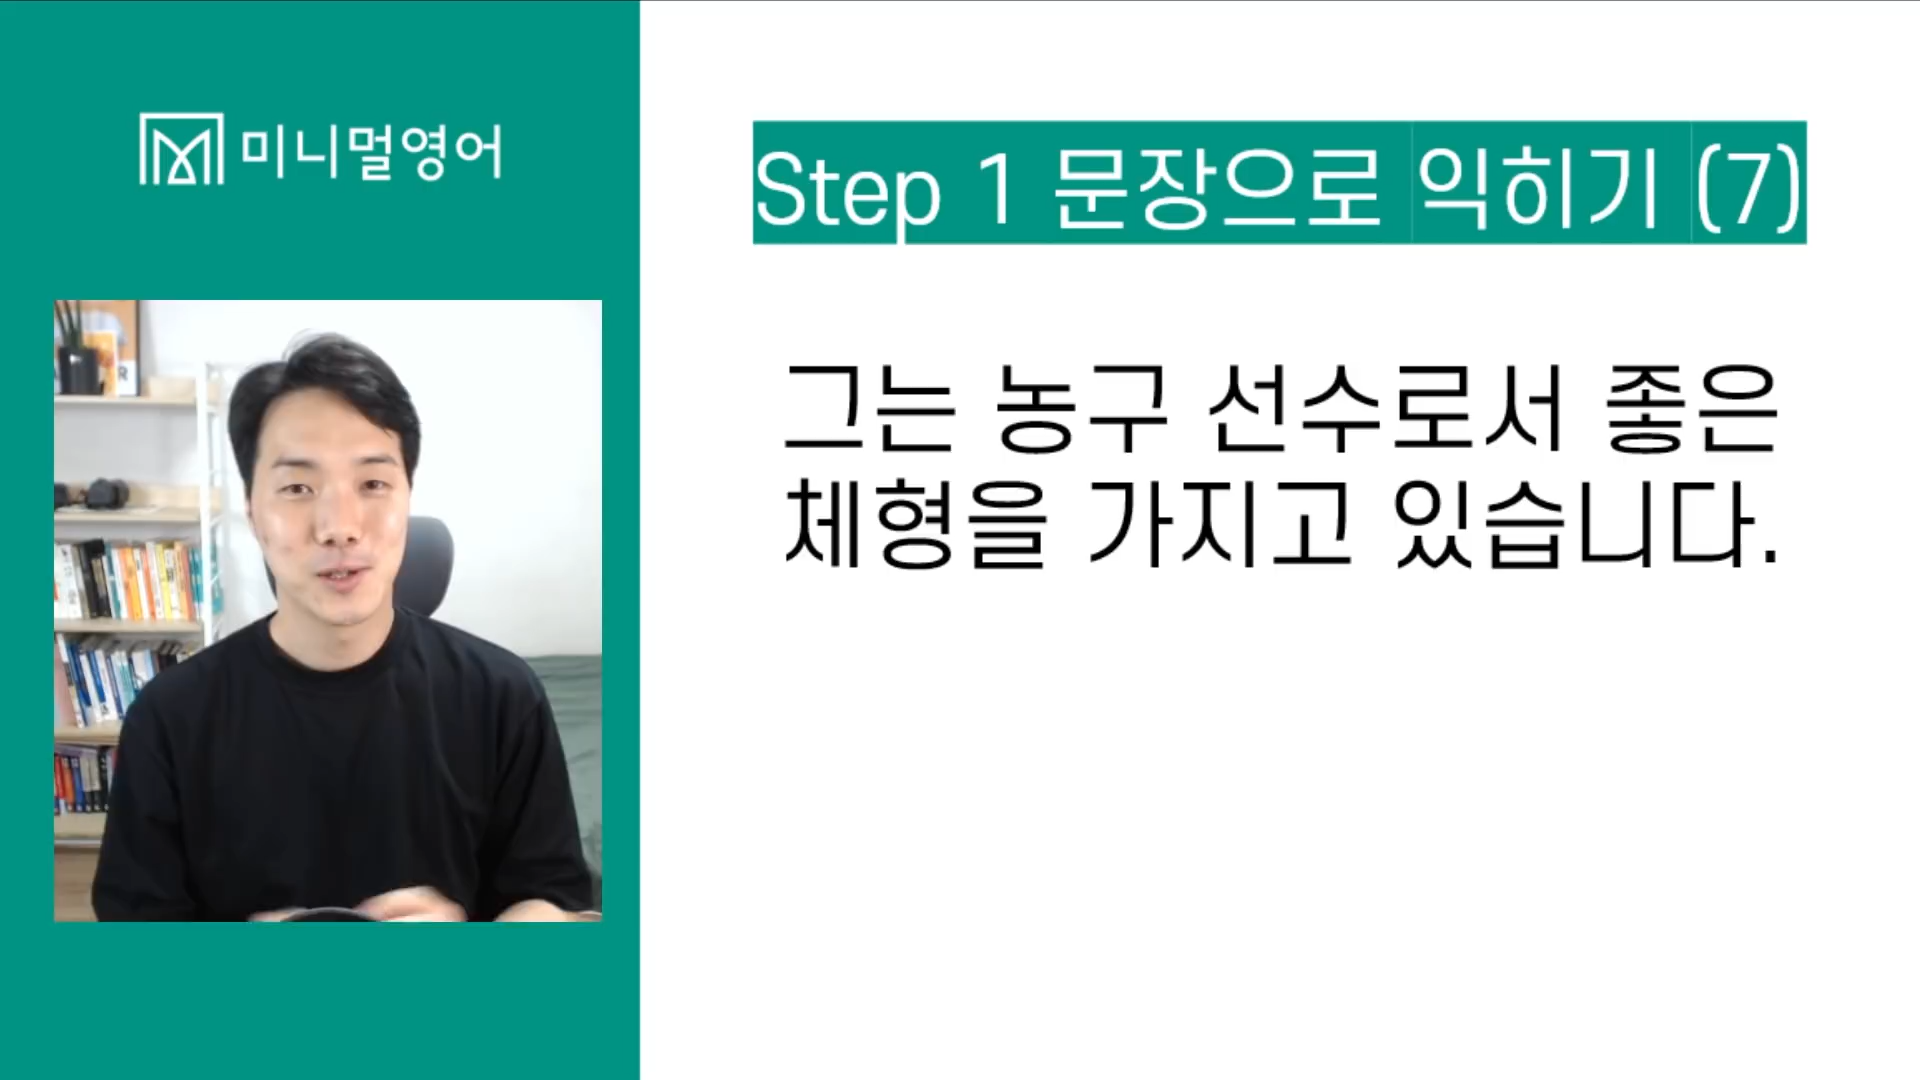 미니멀영어
Step 1 문장으로 익히기 (7)
그는 농구 선수로서 좋은
체형을 가지고 있습니다.